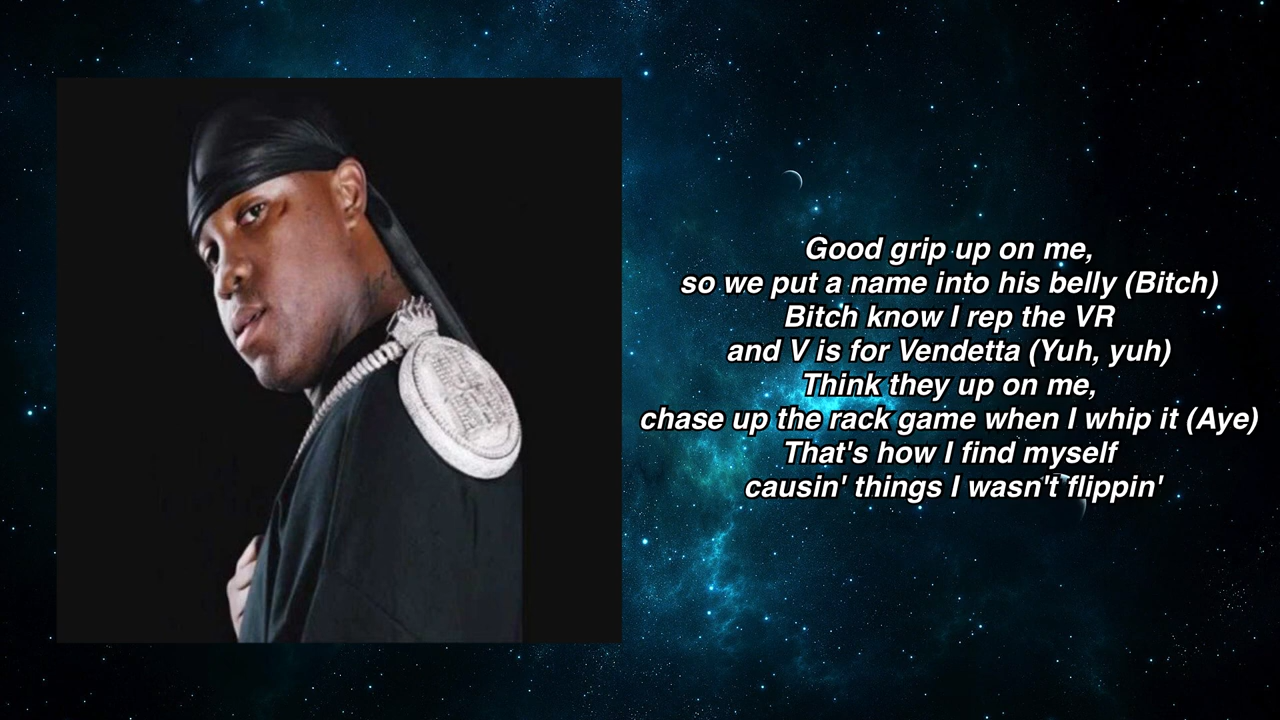 Good grip up on me,
so we put a name into his belly (Bitch)
Bitch know I rep the VR
and V is for Vendetta (Yuh, yuh)
Think they up on me,
chase up the rack game when I whip it (Aye)
That's how I find myself
causin' things I wasn't flippin'